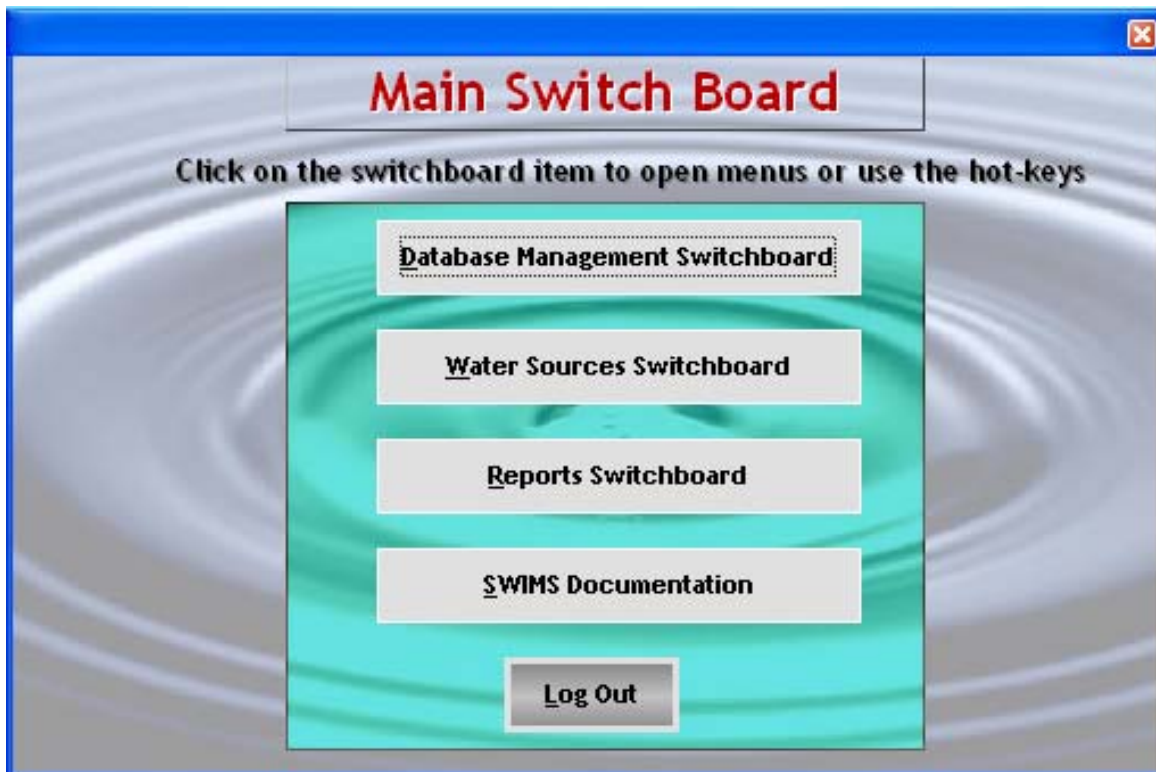 Main Switch Board
Click on the switchboard item to open menus or use the hot-keys
Database Management Switchboard
Water Sources Switchboard
Reports Switchboard
SWIMS Documentation
Log Out